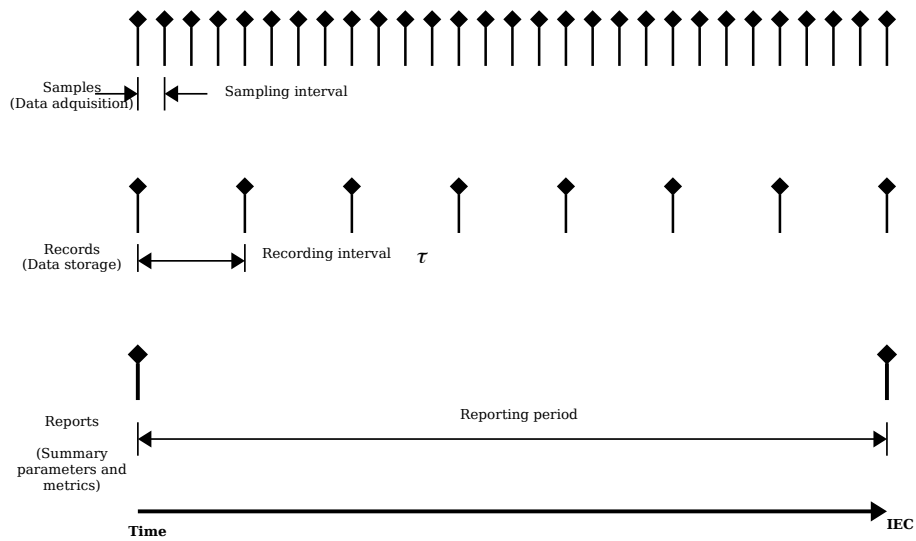 Samples
(Data adquisition)
Sampling interval
Records
(Data storage)
Recording interval τ
Reports
(Summary
parameters and
metrics)
Reporting period
Time
IEC